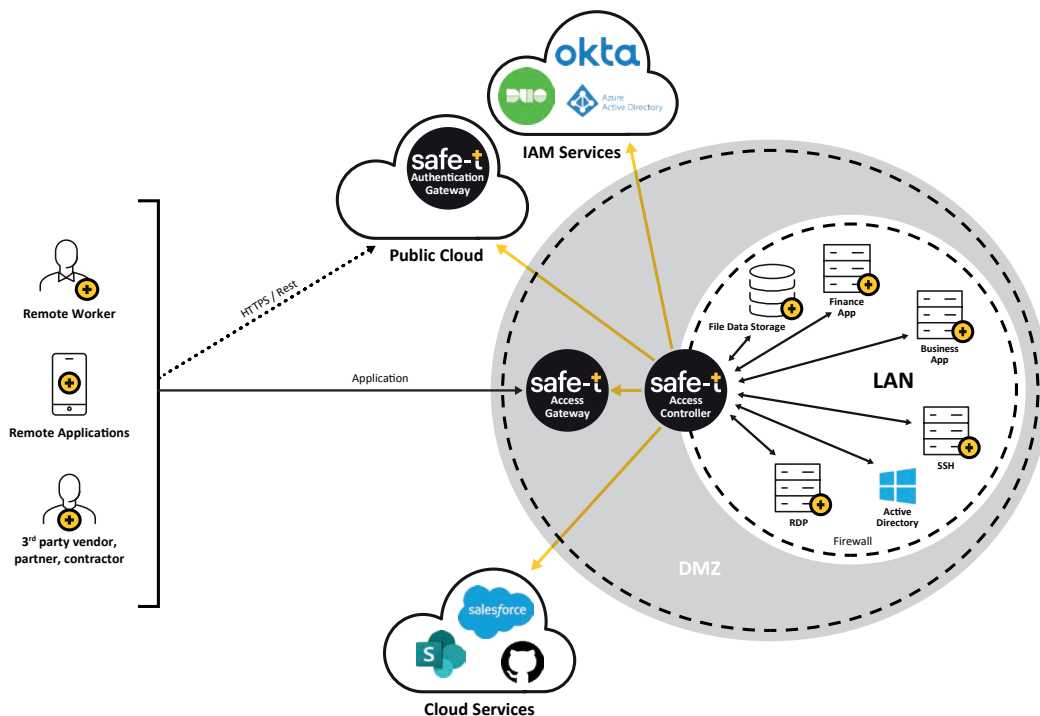 okta
DUO
Azure
Active Directory
IAM Services
safe-t
Authentication
Gateway
Public Cloud
HTTPS / Rest
Remote Worker
Remote Applications
3rd party vendor,
partner, contractor
Application
safe-t
Access
Gateway
safe-t
Access
Controller
File Data Storage
Finance
App
Business
App
LAN
SSH
Active
Directory
RDP
Firewall
DMZ
salesforce
S
Cloud Services